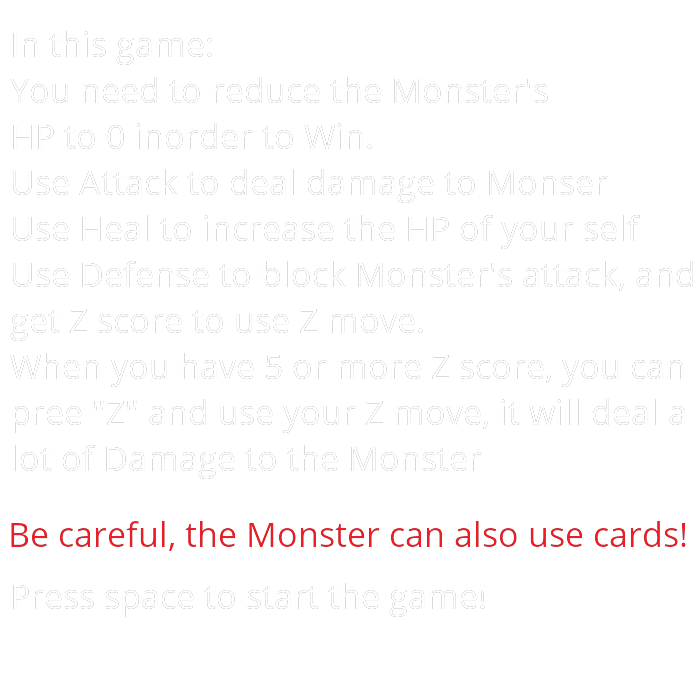 In this game:
You need to reduce the Monster's
HP to 0 inorder to Win.
Use Attack to deal damage to Monser
Use Heal to increase the HP of your self
Use Defense to block Monster's attack, and
get Z score to use Z move.
When you have 5 or more Z score, you can
pree "Z" and use your Z move, it will deal a
lot of Damage to the Monster
Be careful, the Monster can also use cards!
Press space to start the game!